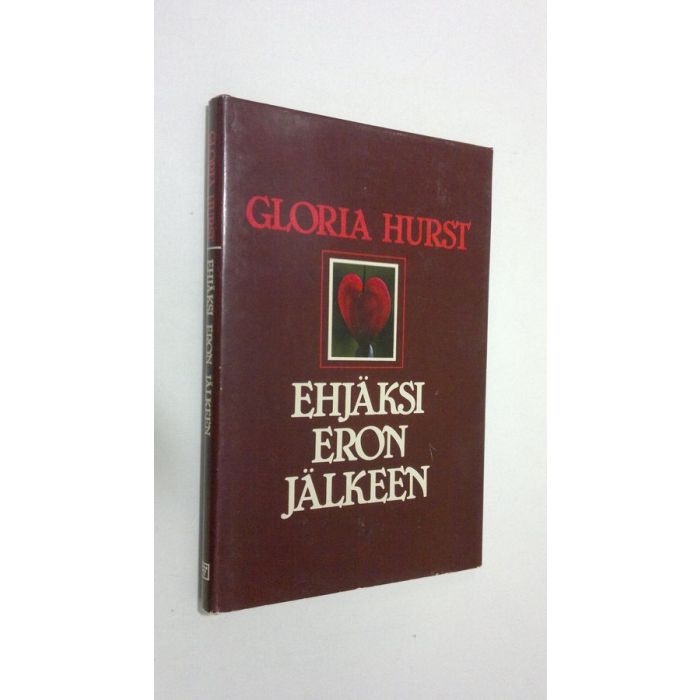 GLORIA HURST
EHJÄKSI
ERON
JÄLKEEN
GLORIA HURST EHJÄKSI ERON JÄLKEEN